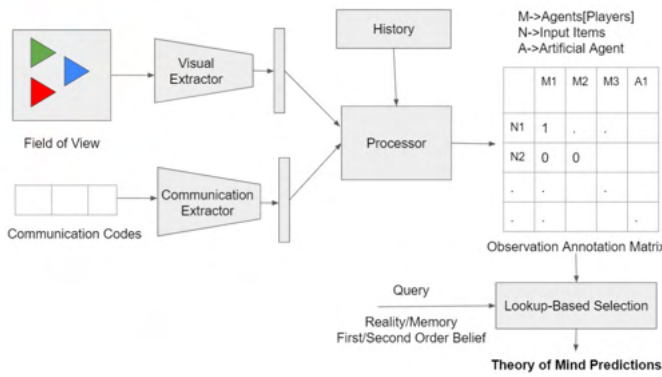 M->Agents[Players]
N->Input Items
A->Artificial Agent
History
Visual
Extractor
Field of View
Processor
M1 M2 M3 A1
N1 1 . .
N2 0 0
. . .
. . .
Communication
Extractor
Communication Codes
Observation Annotation Matrix
Query
Reality/Memory
First/Second Order Belief
Lookup-Based Selection
Theory of Mind Predictions